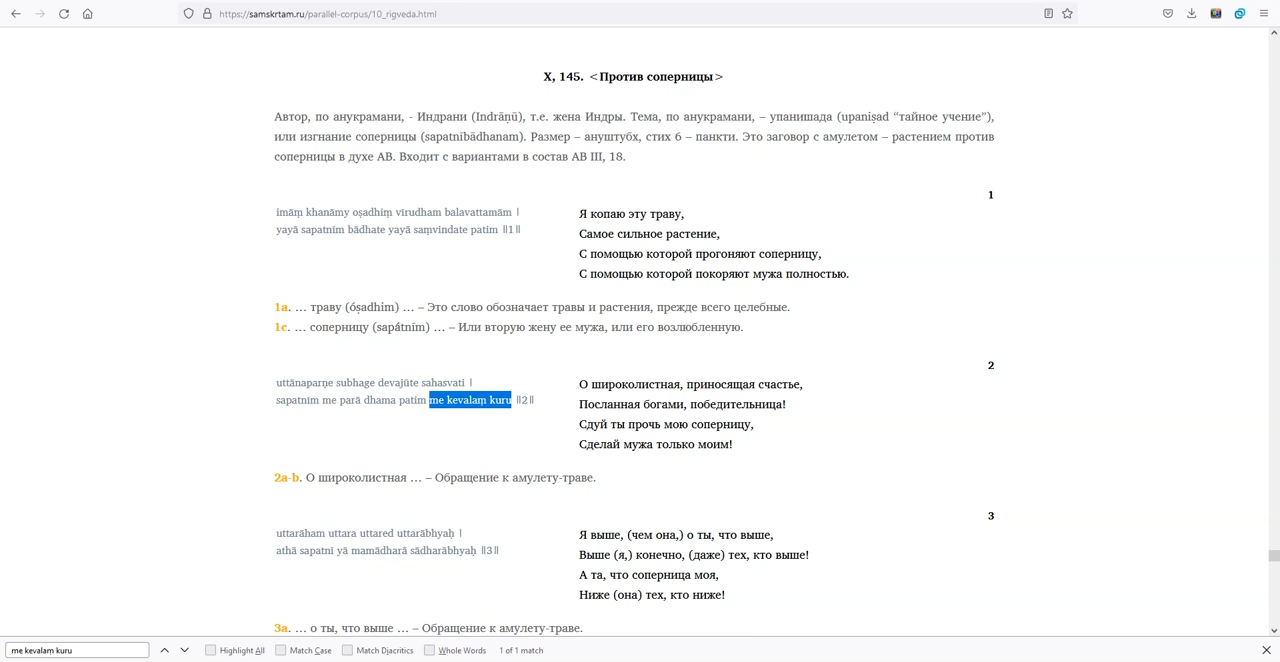 https://samskrtam.ru/parallel-corpus/10_rigveda.html
X, 145. <Против соперницы>
Автор, по анукрамани, - Индрани (Indrāṇū), т.е. жена Индры. Тема, по анукрамани, – упанишада (upaniṣad “тайное учение”),
или изгнание соперницы (sapatnībādhanam). Размер – ануштубх, стих 6 – панкти. Это заговор с амулетом – растением против
соперницы в духе АВ. Входит с вариантами в состав АВ III, 18.
1
imāṃ khanāmy oṣadhiṃ vīrudham balavattamām |
yayā sapatnīm bādhate yayā saṃvindate patim ॥1॥
Я копаю эту траву,
Самое сильное растение,
С помощью которой прогоняют соперницу,
С помощью которой покоряют мужа полностью.
1a. … траву (óṣadhim) … – Это слово обозначает травы и растения, прежде всего целебные.
1c. … соперницу (sapátnīm) … – Или вторую жену ее мужа, или его возлюбленную.
2
uttānaparṇe subhage devajūte sahasvati |
sapatnīm me parā dhama patim me kevalaṃ kuru ॥2॥
О широколистная, приносящая счастье,
Посланная богами, победительница!
Сдуй ты прочь мою соперницу,
Сделай мужа только моим!
2a-b. О широколистная … – Обращение к амулету-траве.
3
uttarāham uttara uttared uttarābhyaḥ |
athā sapatnī yā mamādharā sādharābhyaḥ ॥3॥
Я выше, (чем она,) о ты, что выше,
Выше (я,) конечно, (даже) тех, кто выше!
А та, что соперница моя,
Ниже (она) тех, кто ниже!
3a. … о ты, что выше … – Обращение к амулету-траве.
me kevalaṃ kuru
Highlight All
Match Case
Match Diacritics
Whole Words
1 of 1 match